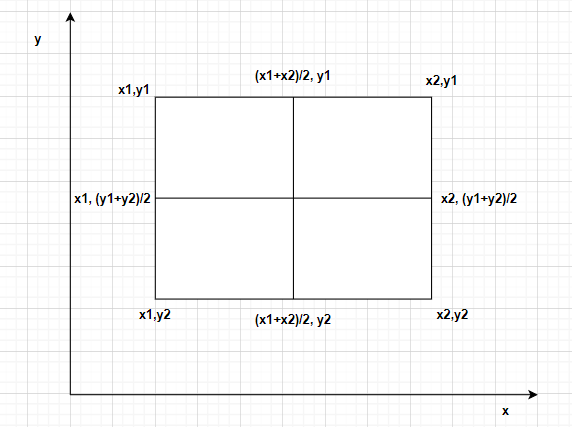 y
(x1+x2)/2, y1
x2,y1
x1,y1
x1, (y1+y2)/2
x2, (y1+y2)/2
x1,y2
(x1+x2)/2, y2
x2,y2
x